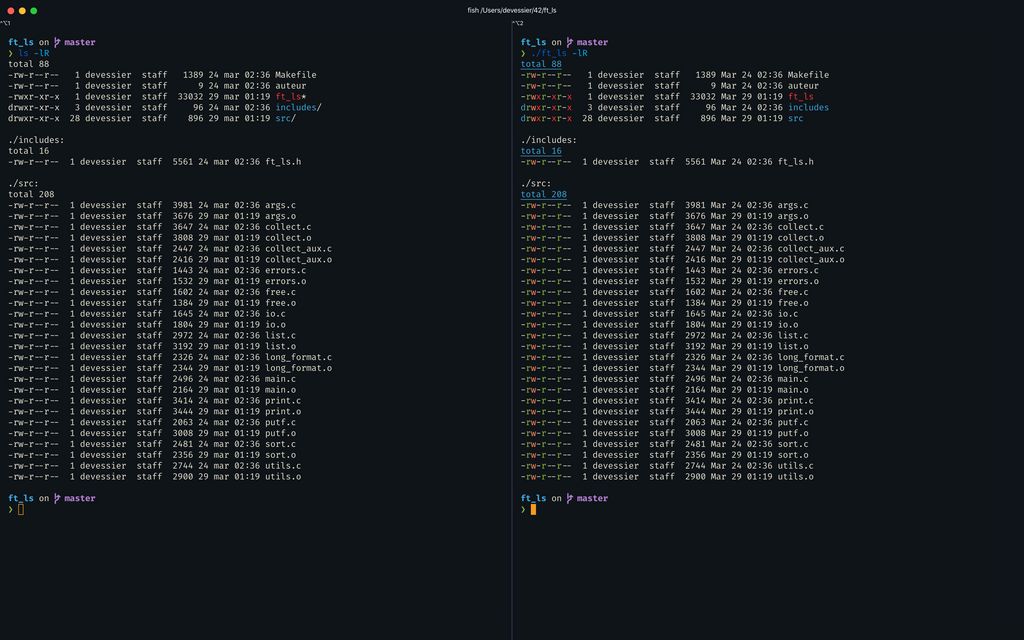 fish /Users/devessier/42/ft_ls
^⌥1
ft_ls on master
❯ ls -lR
total 88
-rw-r--r--   1 devessier  staff   1389 24 mar 02:36 Makefile
-rw-r--r--   1 devessier  staff      9 24 mar 02:36 auteur
-rwxr-xr-x   1 devessier  staff  33032 29 mar 01:19 ft_ls*
drwxr-xr-x   3 devessier  staff     96 24 mar 02:36 includes/
drwxr-xr-x  28 devessier  staff    896 29 mar 01:19 src/
./includes:
total 16
-rw-r--r--  1 devessier  staff  5561 24 mar 02:36 ft_ls.h
./src:
total 208
-rw-r--r--  1 devessier  staff  3981 24 mar 02:36 args.c
-rw-r--r--  1 devessier  staff  3676 29 mar 01:19 args.o
-rw-r--r--  1 devessier  staff  3647 24 mar 02:36 collect.c
-rw-r--r--  1 devessier  staff  3808 29 mar 01:19 collect.o
-rw-r--r--  1 devessier  staff  2447 24 mar 02:36 collect_aux.c
-rw-r--r--  1 devessier  staff  2416 29 mar 01:19 collect_aux.o
-rw-r--r--  1 devessier  staff  1443 24 mar 02:36 errors.c
-rw-r--r--  1 devessier  staff  1532 29 mar 01:19 errors.o
-rw-r--r--  1 devessier  staff  1602 24 mar 02:36 free.c
-rw-r--r--  1 devessier  staff  1384 29 mar 01:19 free.o
-rw-r--r--  1 devessier  staff  1645 24 mar 02:36 io.c
-rw-r--r--  1 devessier  staff  1804 29 mar 01:19 io.o
-rw-r--r--  1 devessier  staff  2972 24 mar 02:36 list.c
-rw-r--r--  1 devessier  staff  3192 29 mar 01:19 list.o
-rw-r--r--  1 devessier  staff  2326 24 mar 02:36 long_format.c
-rw-r--r--  1 devessier  staff  2344 29 mar 01:19 long_format.o
-rw-r--r--  1 devessier  staff  2496 24 mar 02:36 main.c
-rw-r--r--  1 devessier  staff  2164 29 mar 01:19 main.o
-rw-r--r--  1 devessier  staff  3414 24 mar 02:36 print.c
-rw-r--r--  1 devessier  staff  3444 29 mar 01:19 print.o
-rw-r--r--  1 devessier  staff  2063 24 mar 02:36 putf.c
-rw-r--r--  1 devessier  staff  3008 29 mar 01:19 putf.o
-rw-r--r--  1 devessier  staff  2481 24 mar 02:36 sort.c
-rw-r--r--  1 devessier  staff  2356 29 mar 01:19 sort.o
-rw-r--r--  1 devessier  staff  2744 24 mar 02:36 utils.c
-rw-r--r--  1 devessier  staff  2900 29 mar 01:19 utils.o
ft_ls on master
❯
^⌥2
ft_ls on master
❯ ./ft_ls -lR
total 88
-rw-r--r--   1 devessier  staff   1389 Mar 24 02:36 Makefile
-rw-r--r--   1 devessier  staff      9 Mar 24 02:36 auteur
-rwxr-xr-x   1 devessier  staff  33032 Mar 29 01:19 ft_ls
drwxr-xr-x   3 devessier  staff     96 Mar 24 02:36 includes
drwxr-xr-x  28 devessier  staff    896 Mar 29 01:19 src
./includes:
total 16
-rw-r--r--  1 devessier  staff  5561 Mar 24 02:36 ft_ls.h
./src:
total 208
-rw-r--r--  1 devessier  staff  3981 Mar 24 02:36 args.c
-rw-r--r--  1 devessier  staff  3676 Mar 29 01:19 args.o
-rw-r--r--  1 devessier  staff  3647 Mar 24 02:36 collect.c
-rw-r--r--  1 devessier  staff  3808 Mar 29 01:19 collect.o
-rw-r--r--  1 devessier  staff  2447 Mar 24 02:36 collect_aux.c
-rw-r--r--  1 devessier  staff  2416 Mar 29 01:19 collect_aux.o
-rw-r--r--  1 devessier  staff  1443 Mar 24 02:36 errors.c
-rw-r--r--  1 devessier  staff  1532 Mar 29 01:19 errors.o
-rw-r--r--  1 devessier  staff  1602 Mar 24 02:36 free.c
-rw-r--r--  1 devessier  staff  1384 Mar 29 01:19 free.o
-rw-r--r--  1 devessier  staff  1645 Mar 24 02:36 io.c
-rw-r--r--  1 devessier  staff  1804 Mar 29 01:19 io.o
-rw-r--r--  1 devessier  staff  2972 Mar 24 02:36 list.c
-rw-r--r--  1 devessier  staff  3192 Mar 29 01:19 list.o
-rw-r--r--  1 devessier  staff  2326 Mar 24 02:36 long_format.c
-rw-r--r--  1 devessier  staff  2344 Mar 29 01:19 long_format.o
-rw-r--r--  1 devessier  staff  2496 Mar 24 02:36 main.c
-rw-r--r--  1 devessier  staff  2164 Mar 29 01:19 main.o
-rw-r--r--  1 devessier  staff  3414 Mar 24 02:36 print.c
-rw-r--r--  1 devessier  staff  3444 Mar 29 01:19 print.o
-rw-r--r--  1 devessier  staff  2063 Mar 24 02:36 putf.c
-rw-r--r--  1 devessier  staff  3008 Mar 29 01:19 putf.o
-rw-r--r--  1 devessier  staff  2481 Mar 24 02:36 sort.c
-rw-r--r--  1 devessier  staff  2356 Mar 29 01:19 sort.o
-rw-r--r--  1 devessier  staff  2744 Mar 24 02:36 utils.c
-rw-r--r--  1 devessier  staff  2900 Mar 29 01:19 utils.o
ft_ls on master
❯